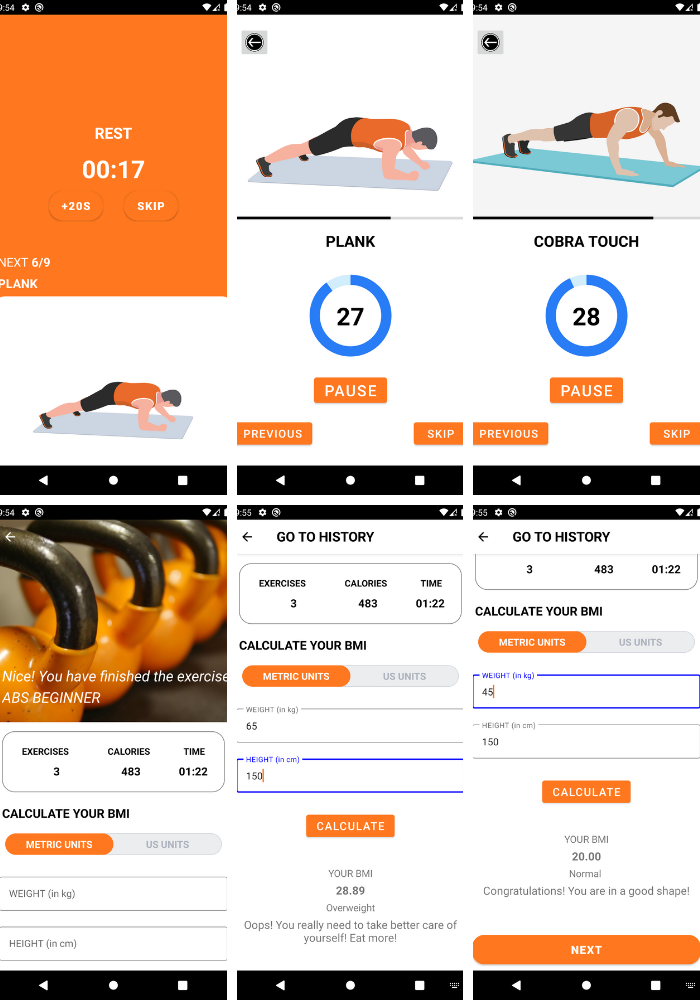 9:54
REST
00:17
+20S
SKIP
NEXT 6/9
PLANK
9:54
PLANK
27
PAUSE
PREVIOUS
SKIP
9:54
COBRA TOUCH
28
PAUSE
PREVIOUS
SKIP
9:54
Nice! You have finished the exercise
ABS BEGINNER
EXERCISES CALORIES TIME
3 483 01:22
CALCULATE YOUR BMI
METRIC UNITS US UNITS
WEIGHT (in kg)
HEIGHT (in cm)
9:55
GO TO HISTORY
EXERCISES CALORIES TIME
3 483 01:22
CALCULATE YOUR BMI
METRIC UNITS US UNITS
WEIGHT (in kg)
65
HEIGHT (in cm)
150
CALCULATE
YOUR BMI
28.89
Overweight
Oops! You really need to take better care of
yourself! Eat more!
9:55
GO TO HISTORY
3 483 01:22
CALCULATE YOUR BMI
METRIC UNITS US UNITS
WEIGHT (in kg)
45
HEIGHT (in cm)
150
CALCULATE
YOUR BMI
20.00
Normal
Congratulations! You are in a good shape!
NEXT